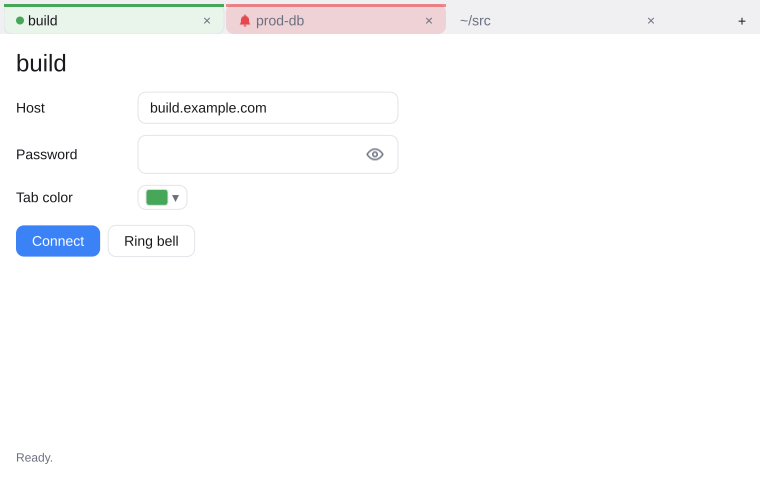 build × prod-db × ~/src × +
build
Host build.example.com
Password
Tab color ▼
Connect Ring bell
Ready.